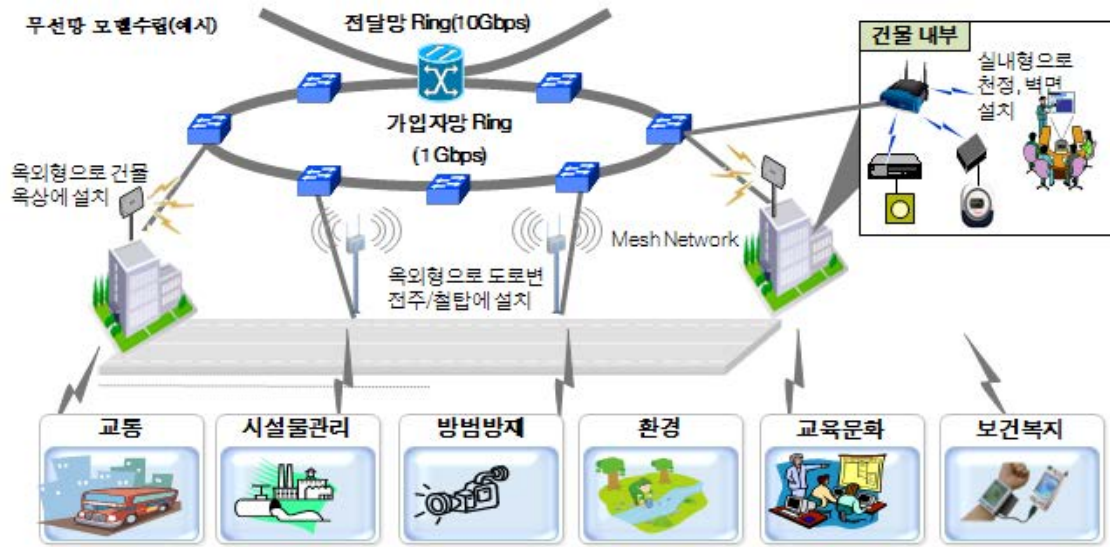 무선망 모델수립(예시)
전달망 Ring(10Gbps)
건물 내부
실내형으로
천정, 벽면
설치
가입자망 Ring
(1Gbps)
옥외형으로 건물
옥상에 설치
Mesh Network
옥외형으로 도로변
전주/철탑에 설치
교통
시설물관리
방범방재
환경
교육문화
보건복지